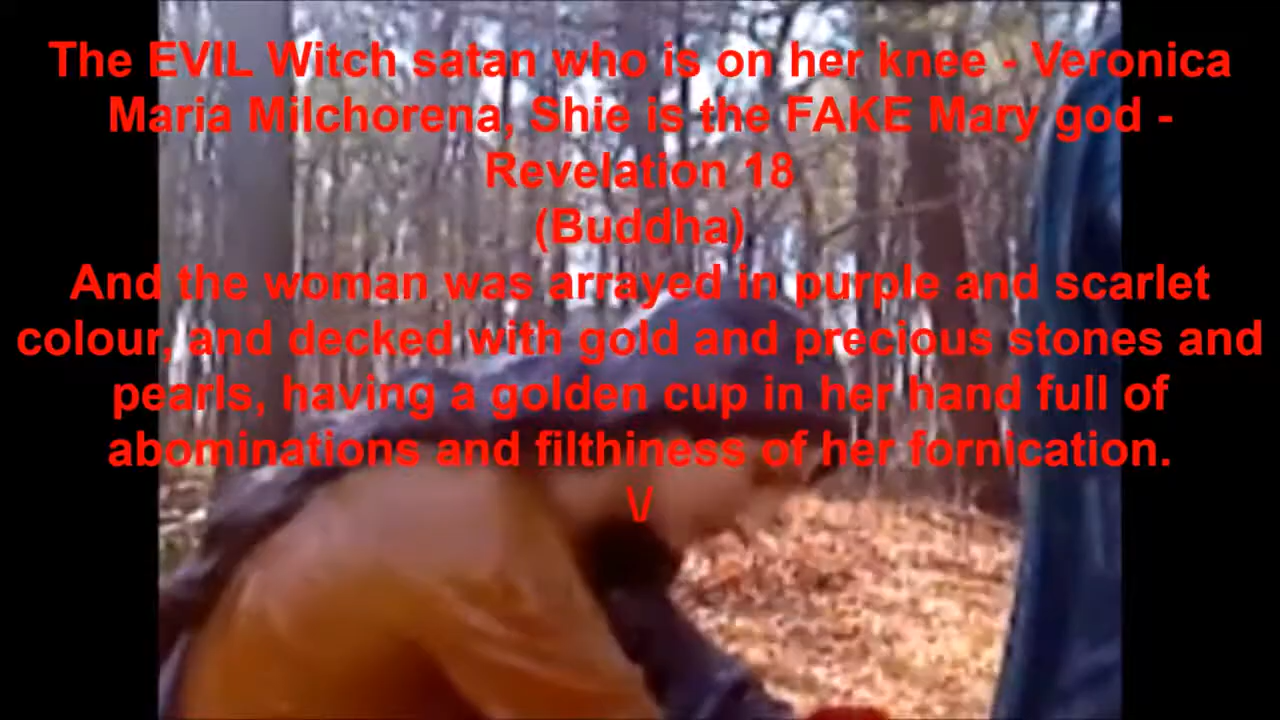 The EVIL Witch satan who is on her knee - Veronica
Maria Milchorena, Shie is the FAKE Mary god -
Revelation 18
(Buddha)
And the woman was arrayed in purple and scarlet
colour, and decked with gold and precious stones and
pearls, having a golden cup in her hand full of
abominations and filthiness of her fornication.
\/